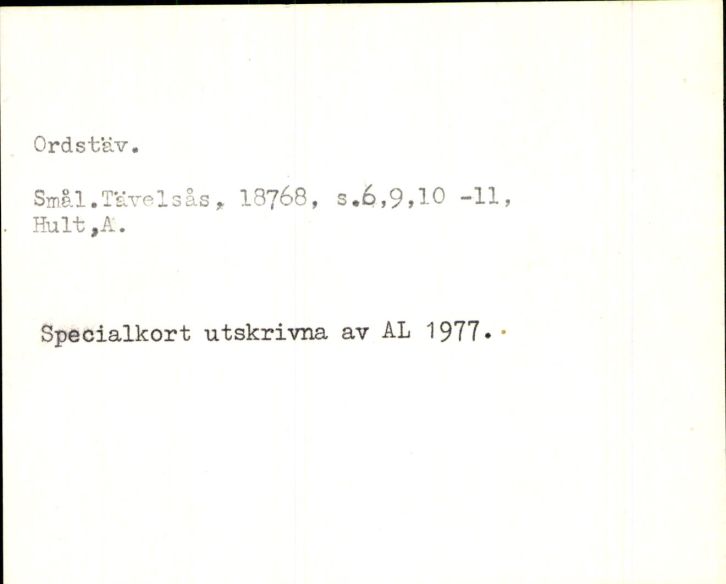 Ordstäv.
Smål.Tävelsås, 18768, s.6,9,10 -11,
Hult,A.
Specialkort utskrivna av AL 1977.